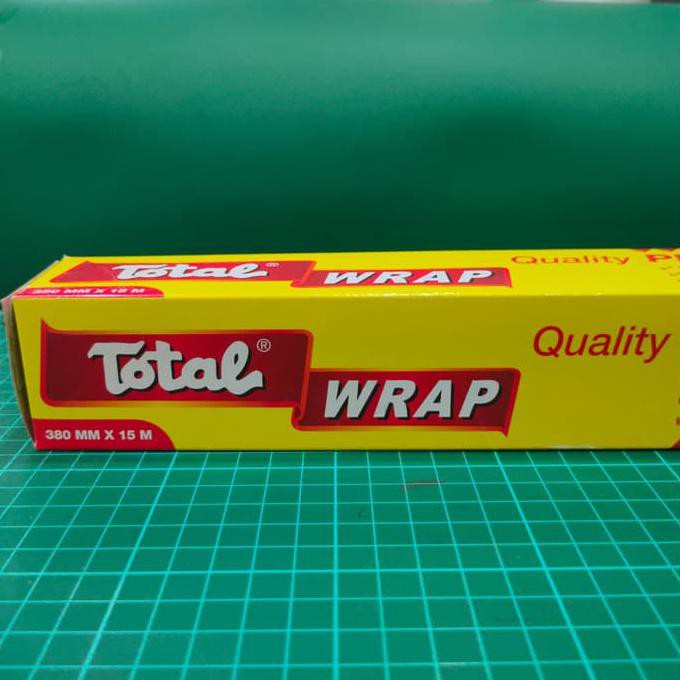 Total® WRAP
Quality
380 MM X 15 M
Total® WRAP
Quality
380 MM X 15 M